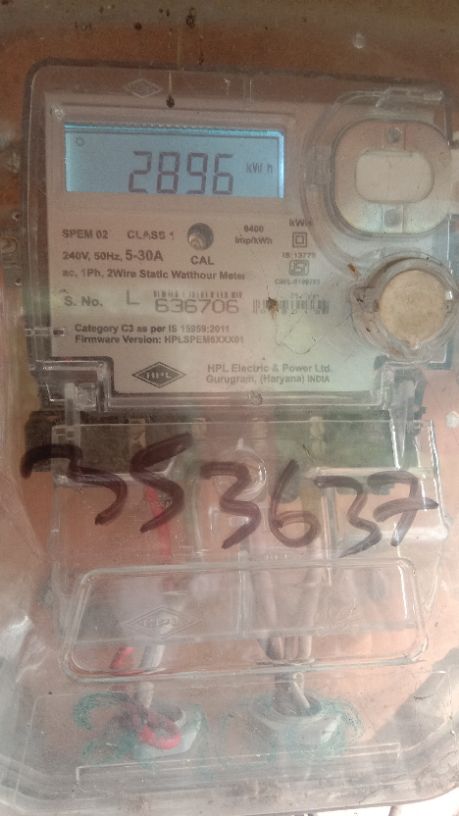 2896 kWh
SPEM 02 CLASS 1
6400 imp/kWh
kWh
240V, 50Hz, 5-30A
CAL
IS:13779
ac, 1Ph, 2Wire Static Watthour Meter
S. No. L 636706
Category C3 as per IS 15959:2011
Firmware Version: HPLSPEM6XXX01
HPL
HPL Electric & Power Ltd.
Gurugram, (Haryana) INDIA
353637
HPL